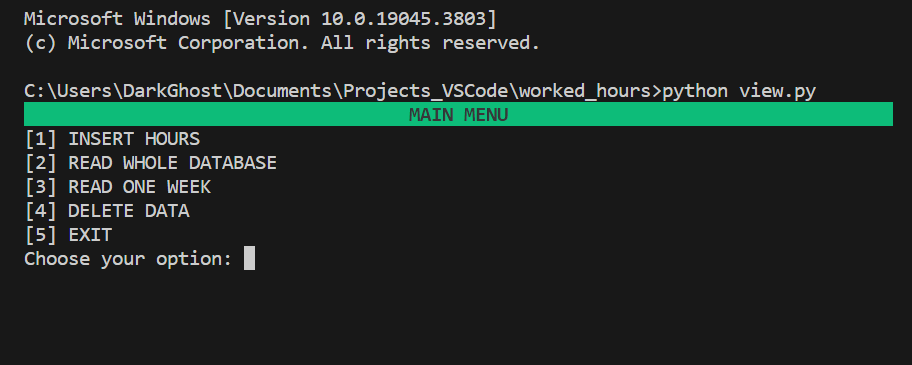 Microsoft Windows [Version 10.0.19045.3803]
(c) Microsoft Corporation. All rights reserved.
C:\Users\DarkGhost\Documents\Projects_VSCode\worked_hours>python view.py
MAIN MENU
[1] INSERT HOURS
[2] READ WHOLE DATABASE
[3] READ ONE WEEK
[4] DELETE DATA
[5] EXIT
Choose your option: